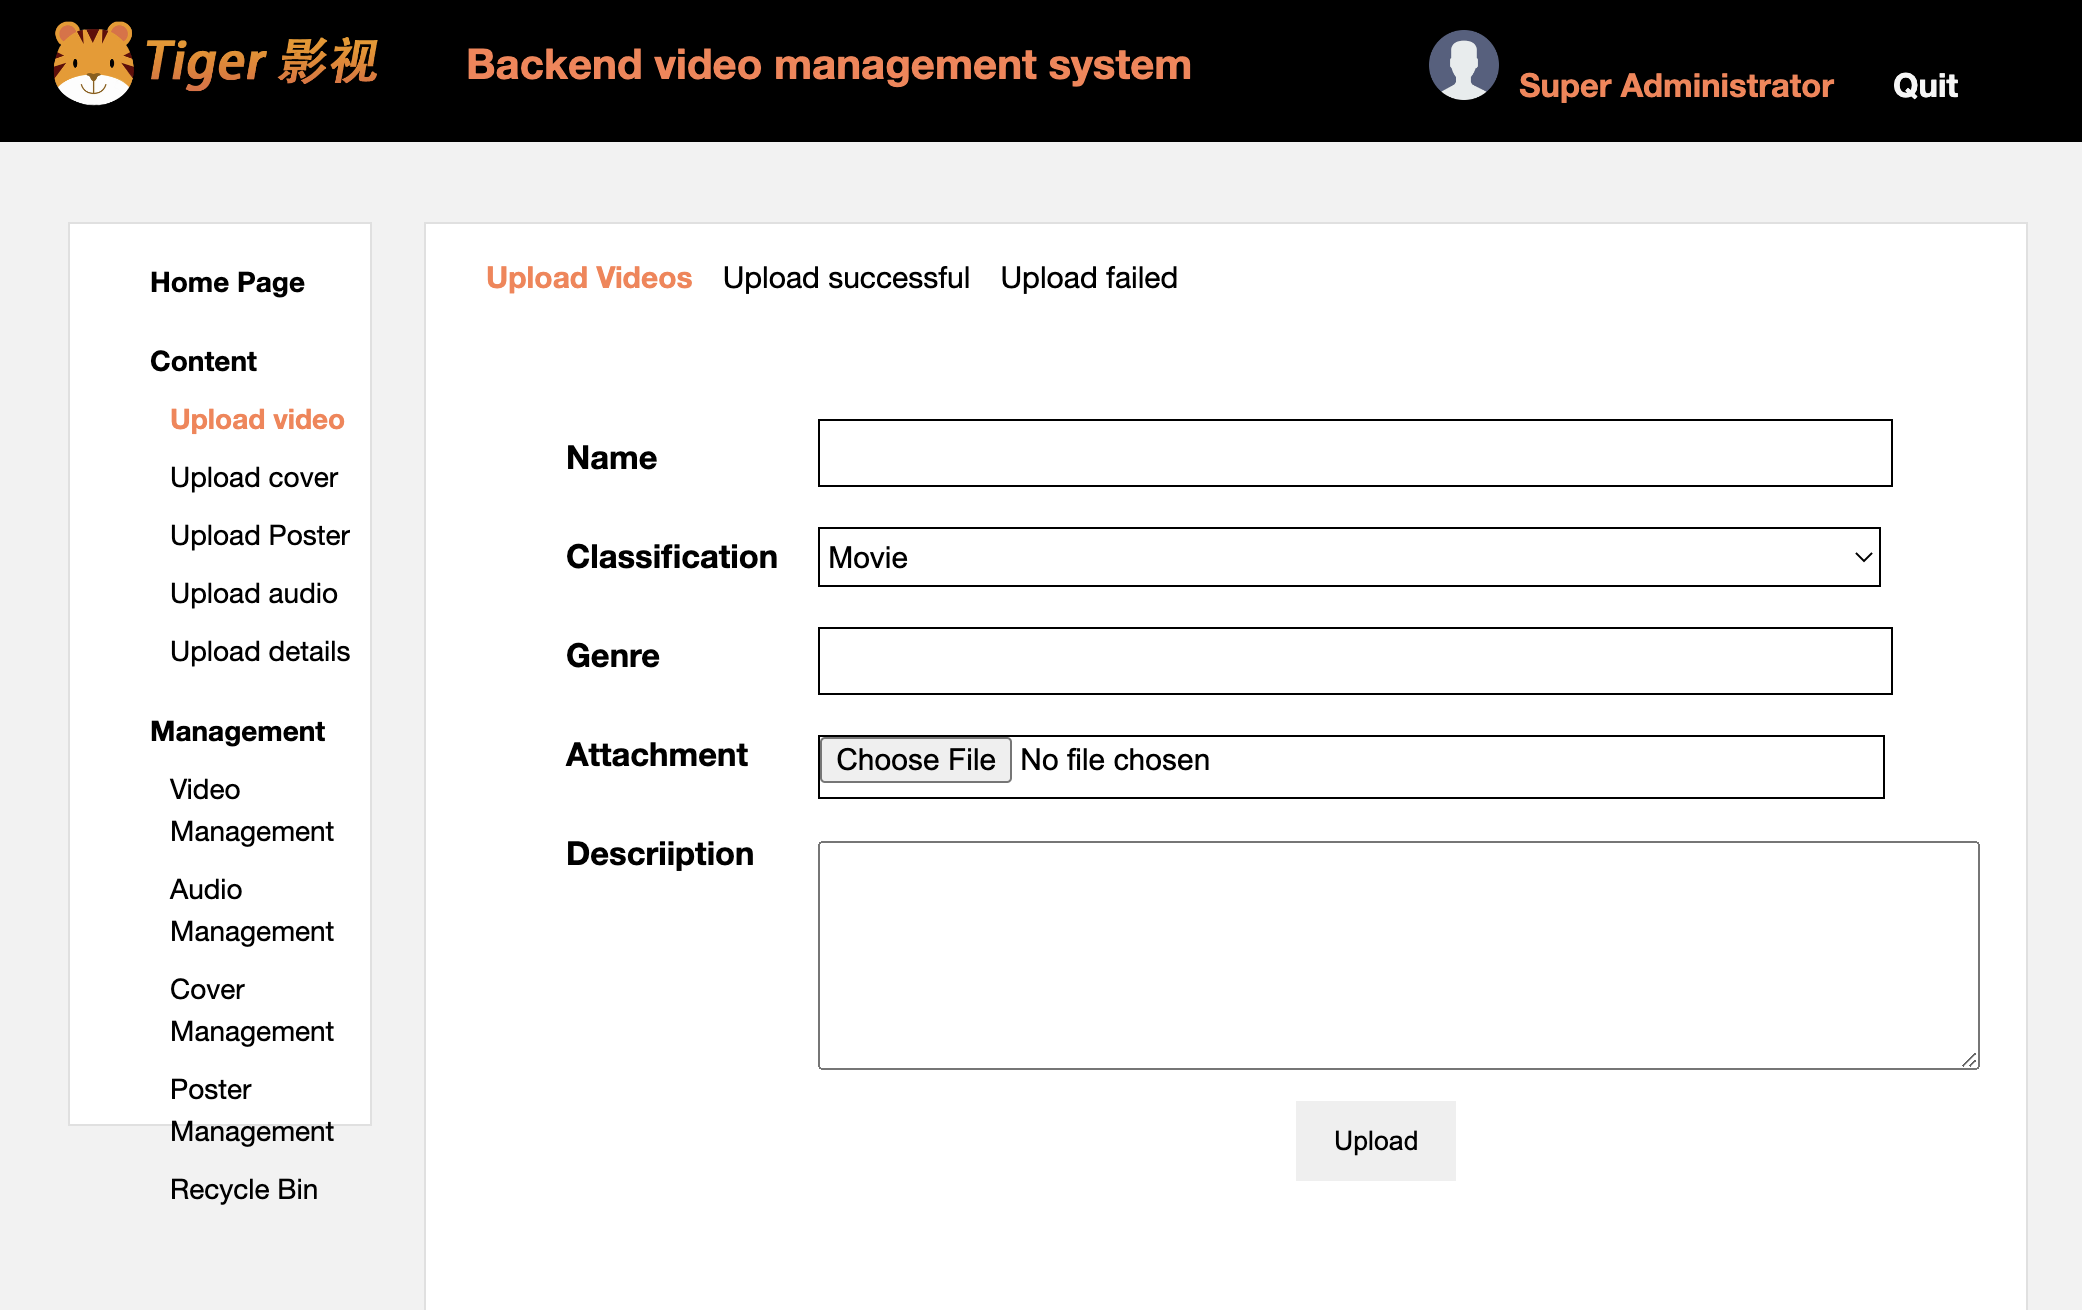 Tiger 影视
Backend video management system
Super Administrator
Quit
Home Page
Content
Upload video
Upload cover
Upload Poster
Upload audio
Upload details
Management
Video
Management
Audio
Management
Cover
Management
Poster
Management
Recycle Bin
Upload Videos Upload successful Upload failed
Name
Classification Movie
Genre
Attachment Choose File No file chosen
Descriiption
Upload